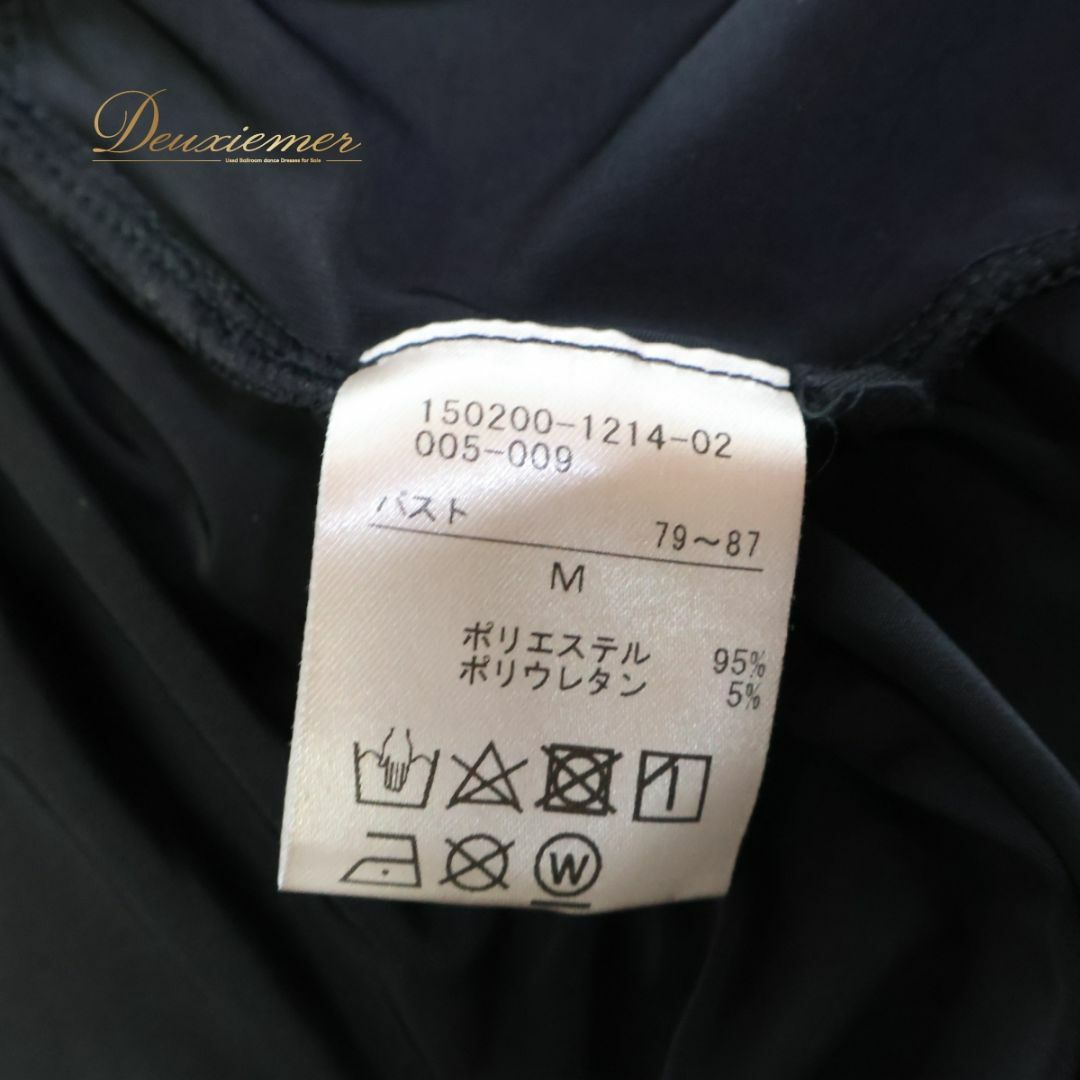 Deuxiemer
Used Ballroom dance Dresses for Sale
150200-1214-02
005-009
バスト 79～87
M
ポリエステル 95%
ポリウレタン 5%
W